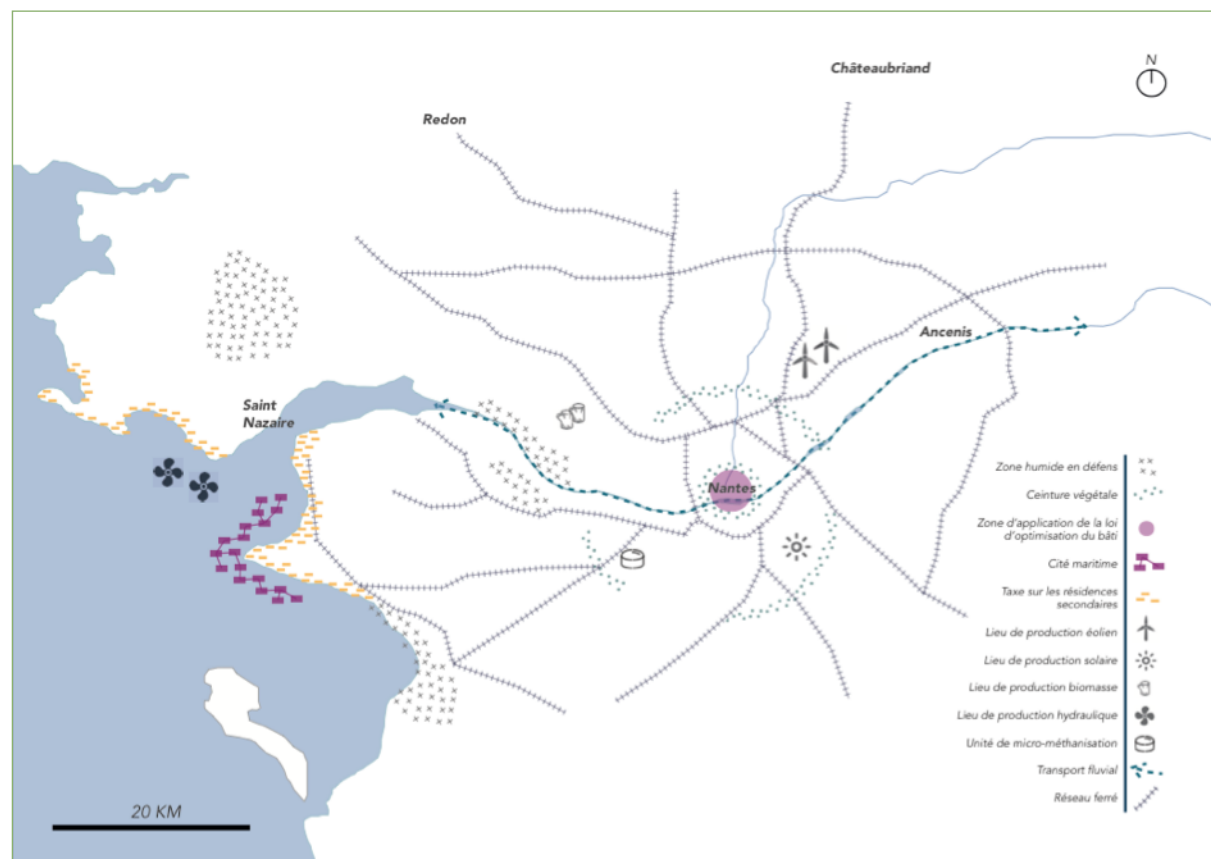 Châteaubriand
N
Redon
Ancenis
Saint
Nazaire
Nantes
Zone humide en défens
Ceinture végétale
Zone d'application de la loi
d'optimisation du bâti
Cité maritime
Taxe sur les résidences
secondaires
Lieu de production éolien
Lieu de production solaire
Lieu de production biomasse
Lieu de production hydraulique
Unité de micro-méthanisation
Transport fluvial
Réseau ferré
20 KM